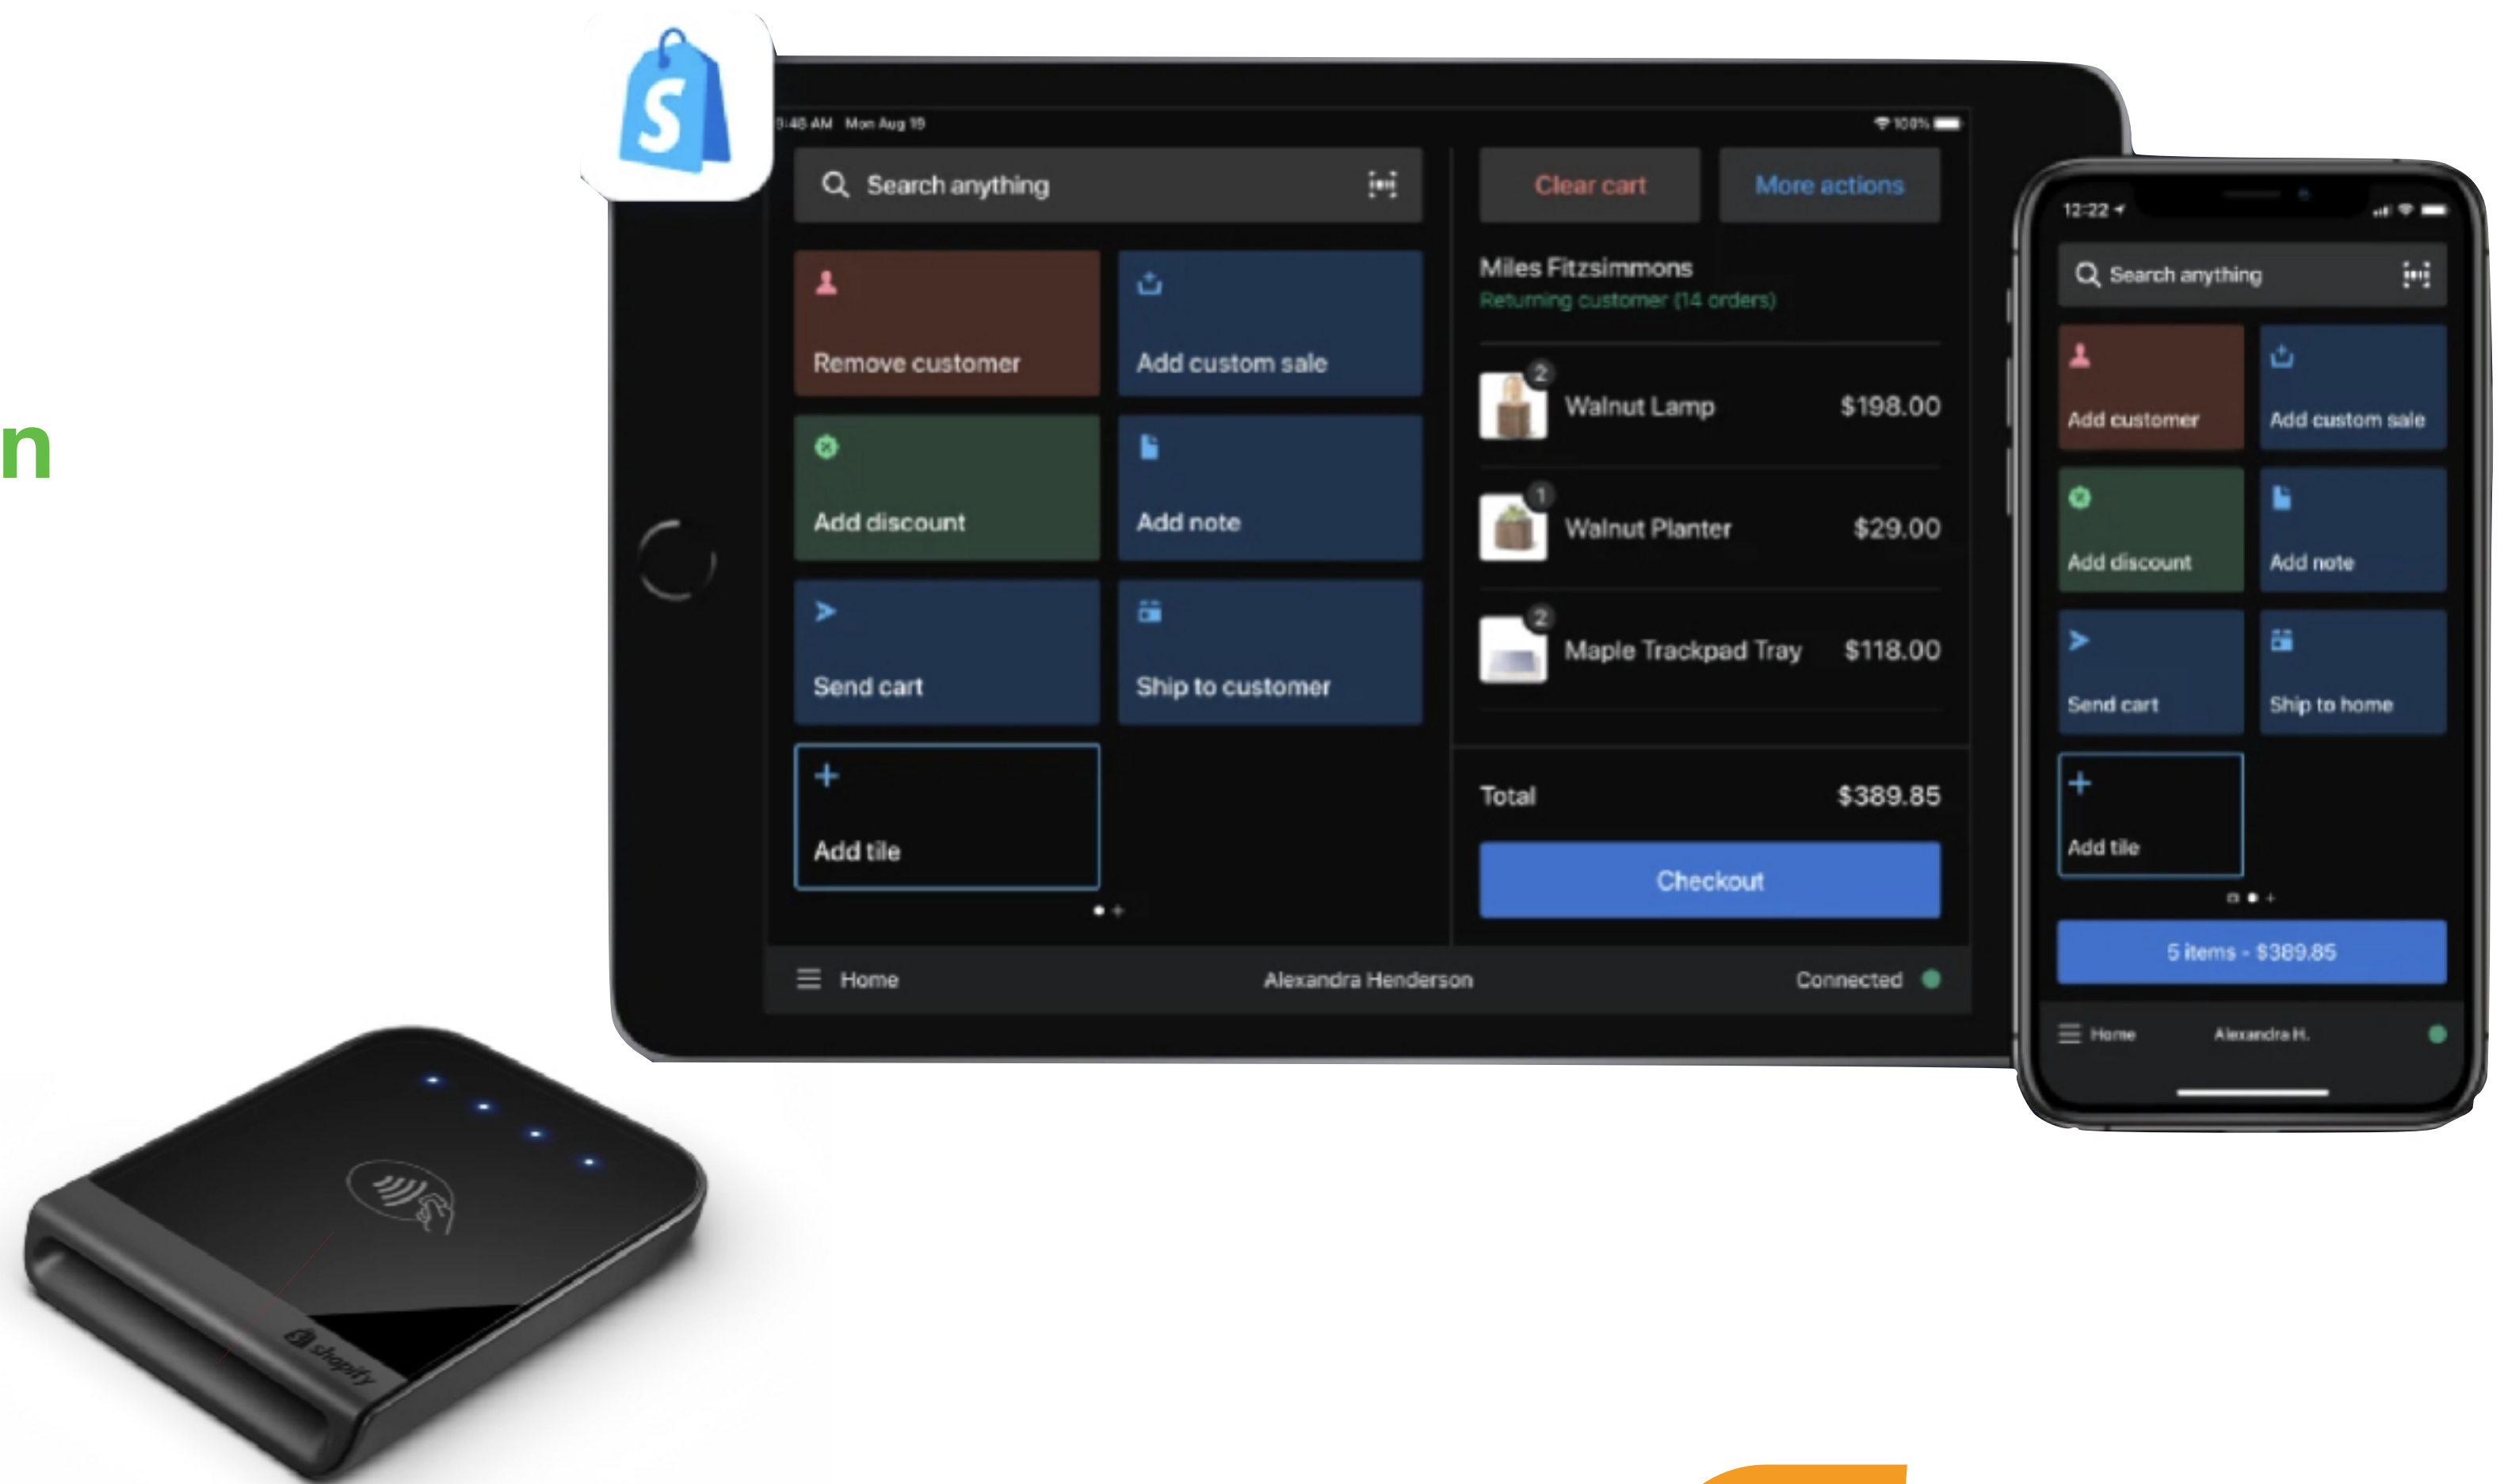 n
S
9:46 AM Mon Aug 19
100%
Search anything
Clear cart
More actions
Remove customer
Add custom sale
Add discount
Add note
Send cart
Ship to customer
Add tile
Miles Fitzsimmons
Returning customer (14 orders)
2
Walnut Lamp $198.00
1
Walnut Planter $29.00
2
Maple Trackpad Tray $118.00
Total $389.85
Checkout
Home
Alexandra Henderson
Connected
12:22
Search anything
Add customer
Add custom sale
Add discount
Add note
Send cart
Ship to home
Add tile
5 items - $389.85
Home
Alexandra H.
shopify